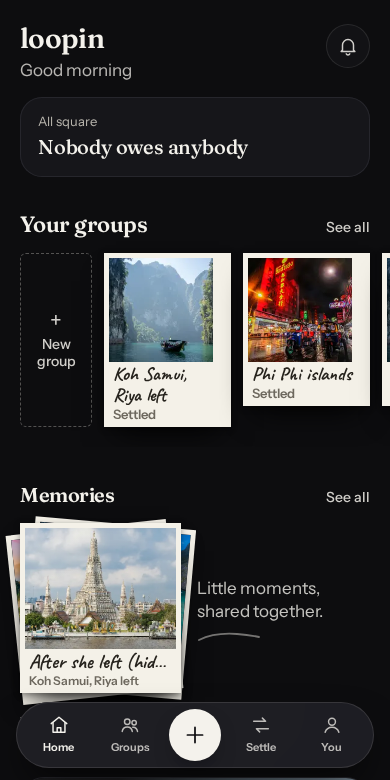 loopin
Good morning
All square
Nobody owes anybody
Your groups
See all
+
New
group
Koh Samui,
Riya left
Settled
Phi Phi islands
Settled
Memories
See all
After she left (hid...
Koh Samui, Riya left
Little moments,
shared together.
Home
Groups
+
Settle
You